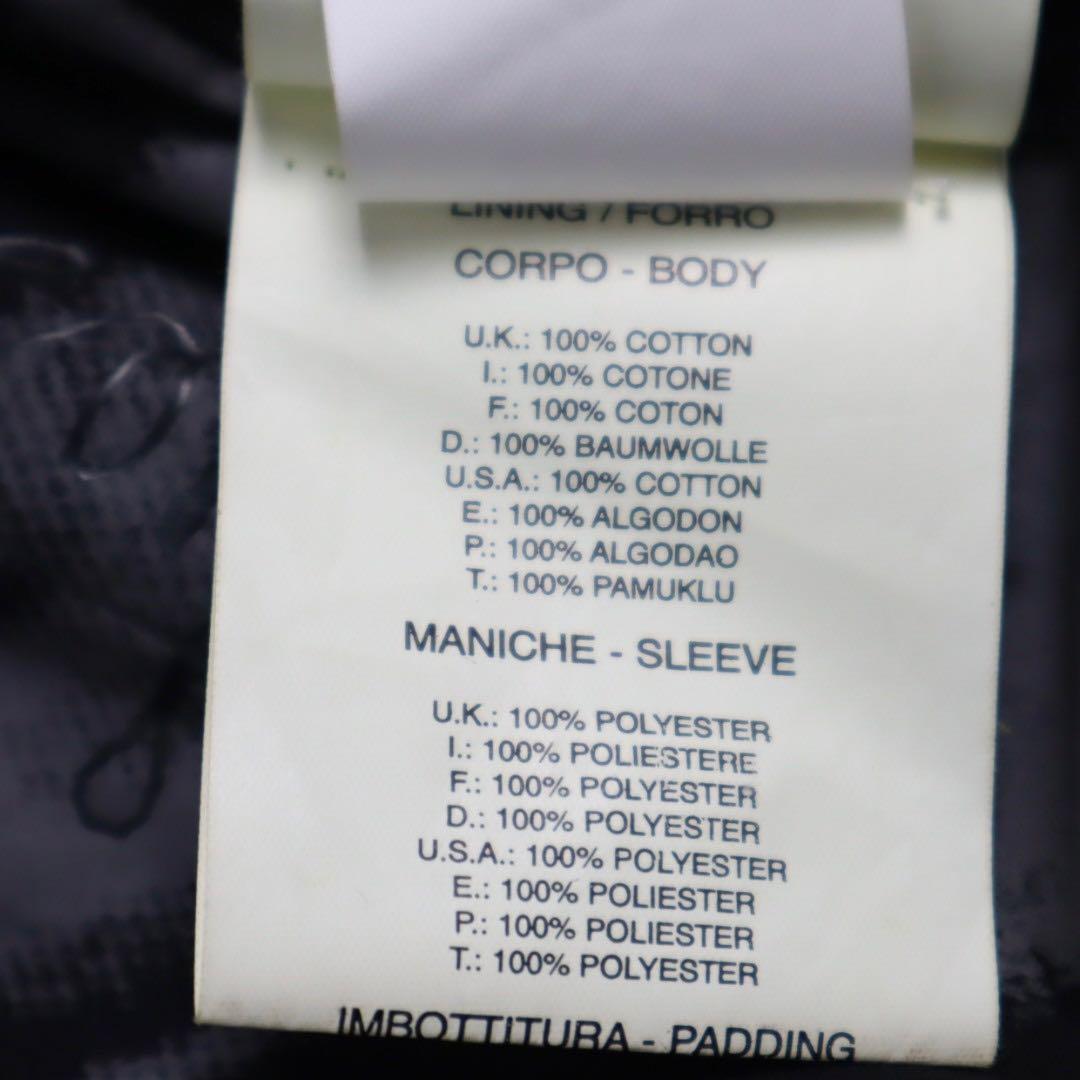 LINING / FORRO
CORPO - BODY
U.K.: 100% COTTON
I.: 100% COTONE
F.: 100% COTON
D.: 100% BAUMWOLLE
U.S.A.: 100% COTTON
E.: 100% ALGODON
P.: 100% ALGODAO
T.: 100% PAMUKLU
MANICHE - SLEEVE
U.K.: 100% POLYESTER
I.: 100% POLIESTERE
F.: 100% POLYESTER
D.: 100% POLYESTER
U.S.A.: 100% POLYESTER
E.: 100% POLIESTER
P.: 100% POLIESTER
T.: 100% POLYESTER
IMBOTTITURA - PADDING